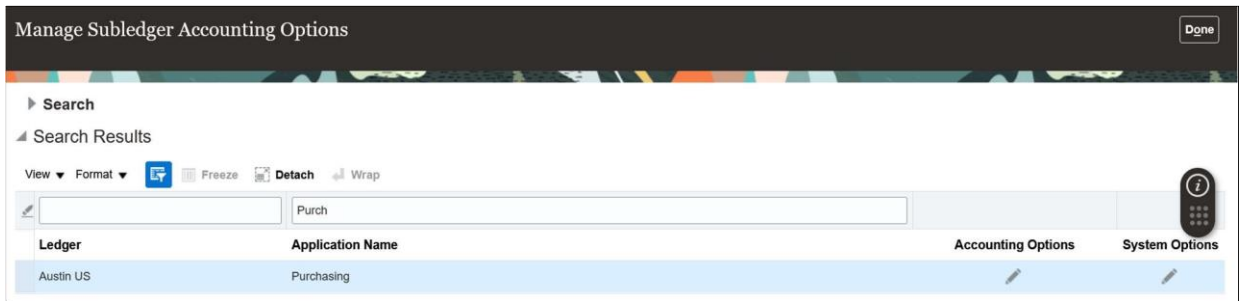 Manage Subledger Accounting Options Done
Search
Search Results
View Format Freeze Detach Wrap
Purch
Ledger Application Name Accounting Options System Options
Austin US Purchasing